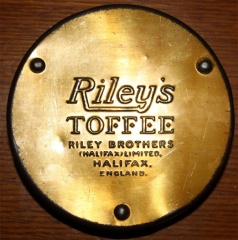 Riley's
TOFFEE
RILEY BROTHERS
(HALIFAX) LIMITED,
HALIFAX,
ENGLAND.